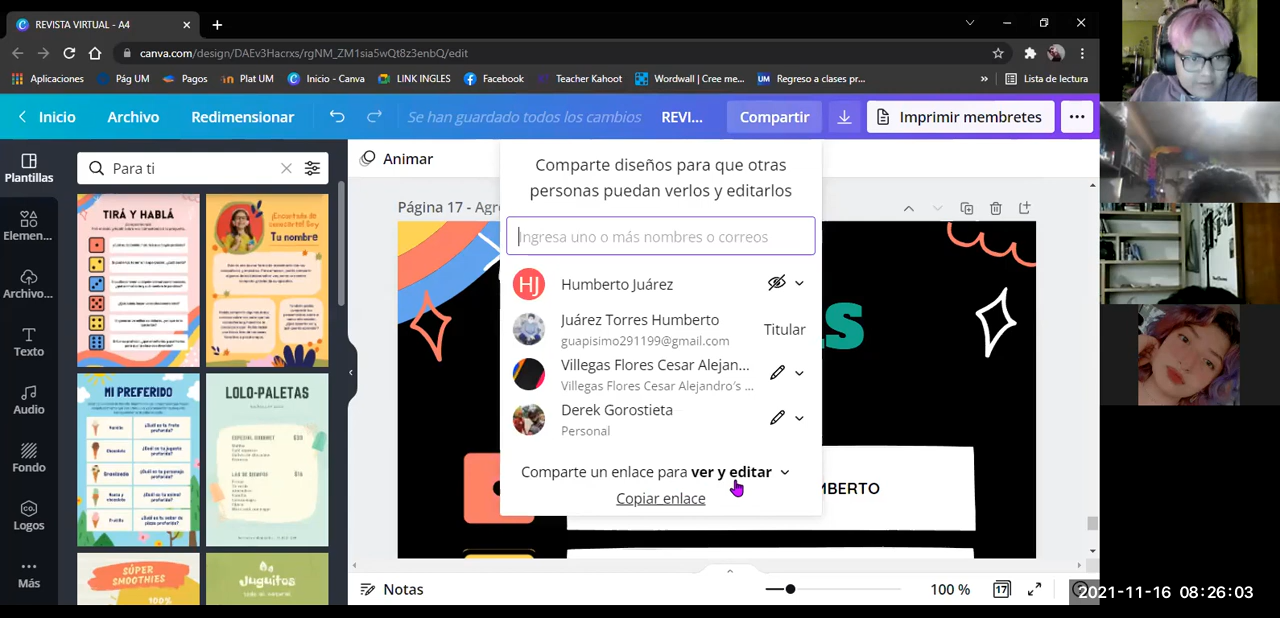 REVISTA VIRTUAL - A4
canva.com/design/DAEv3Hacrxs/rgNM_ZM1sia5wQt8z3enbQ/edit
Aplicaciones
Pág UM
Pagos
Plat UM
Inicio - Canva
LINK INGLES
Facebook
Teacher Kahoot
Wordwall | Cree me...
Regreso a clases pr...
»
Lista de lectura
Inicio
Archivo
Redimensionar
Se han guardado todos los cambios
REVI...
Compartir
Imprimir membretes
Plantillas
Elemen...
Archivo...
Texto
Audio
Fondo
Logos
Más
Para ti
TIRÁ Y HABLÁ
¡Encantada de conocerte! Soy
Tu nombre
MI PREFERIDO
LOLO-PALETAS
SÚPER
SMOOTHIES
100%
Juguitos
Animar
Página 17 - Agre
Comparte diseños para que otras
personas puedan verlos y editarlos
Ingresa uno o más nombres o correos
HJ
Humberto Juárez
Juárez Torres Humberto
guapisimo291199@gmail.com
Titular
Villegas Flores Cesar Alejan...
Villegas Flores Cesar Alejandro's ...
Derek Gorostieta
Personal
Compartir enlace para ver y editar
Copiar enlace
S
MBERTO
Notas
100 %
17
2021-11-16 08:26:03